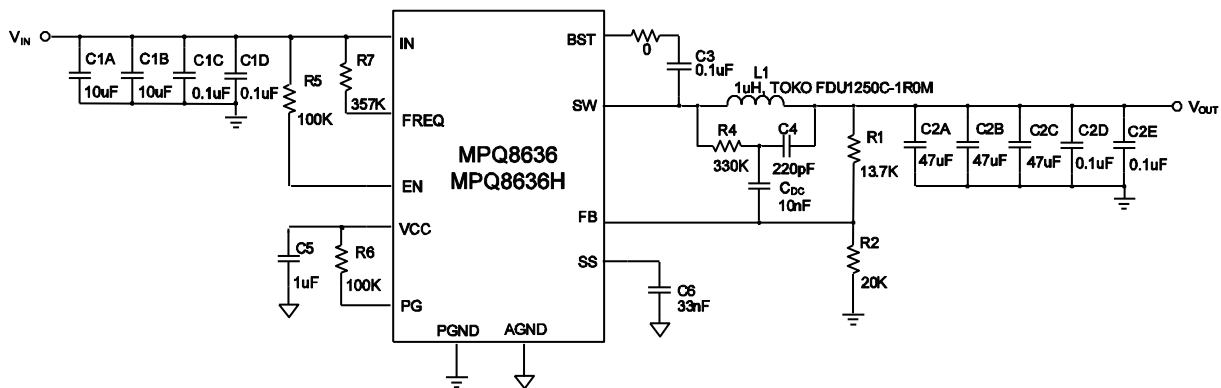 VIN
C1A
10uF
C1B
10uF
C1C
0.1uF
C1D
0.1uF
R5
100K
R7
357K
IN
FREQ
EN
VCC
PG
PGND
AGND
MPQ8636
MPQ8636H
BST
SW
FB
SS
C5
1uF
R6
100K
0
C3
0.1uF
L1
1uH, TOKO FDU1250C-1R0M
R4
330K
C4
220pF
CDC
10nF
R1
13.7K
R2
20K
C6
33nF
C2A
47uF
C2B
47uF
C2C
47uF
C2D
0.1uF
C2E
0.1uF
VOUT